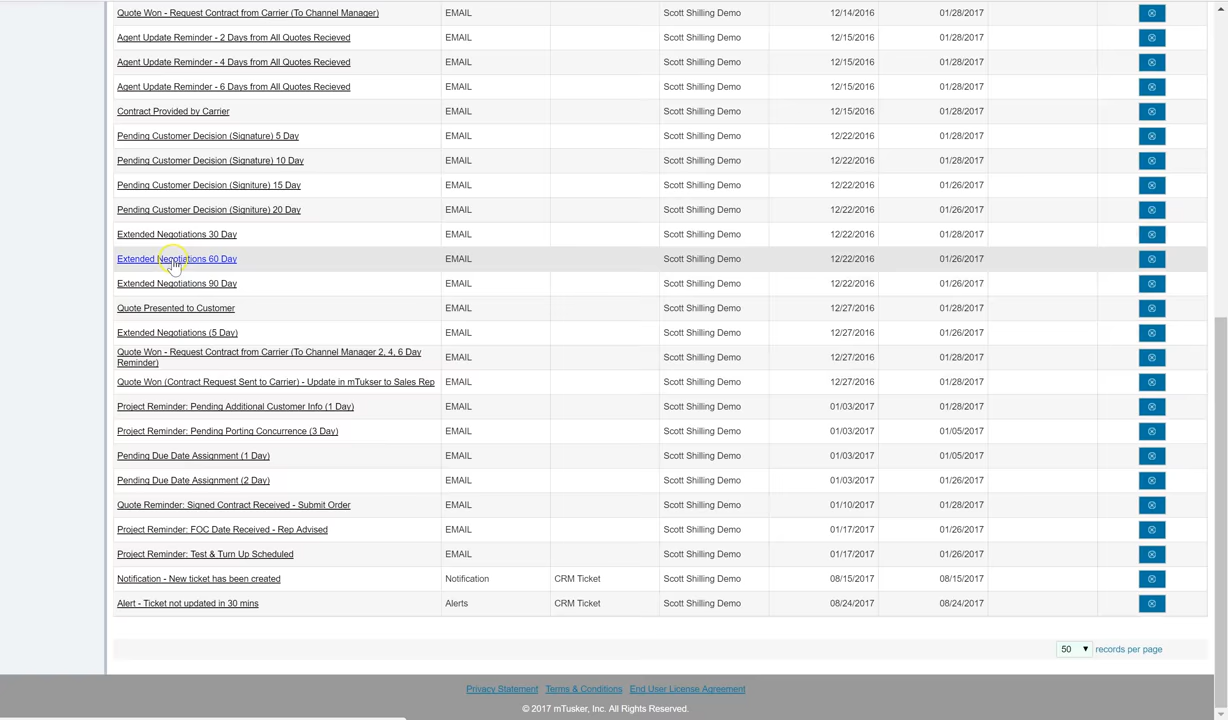 Quote Won - Request Contract from Carrier (To Channel Manager) EMAIL Scott Shilling Demo 12/14/2016 01/28/2017
Agent Update Reminder - 2 Days from All Quotes Recieved EMAIL Scott Shilling Demo 12/15/2016 01/28/2017
Agent Update Reminder - 4 Days from All Quotes Recieved EMAIL Scott Shilling Demo 12/15/2016 01/28/2017
Agent Update Reminder - 6 Days from All Quotes Recieved EMAIL Scott Shilling Demo 12/15/2016 01/28/2017
Contract Provided by Carrier EMAIL Scott Shilling Demo 12/15/2016 01/28/2017
Pending Customer Decision (Signature) 5 Day EMAIL Scott Shilling Demo 12/22/2016 01/28/2017
Pending Customer Decision (Signature) 10 Day EMAIL Scott Shilling Demo 12/22/2016 01/28/2017
Pending Customer Decision (Signiture) 15 Day EMAIL Scott Shilling Demo 12/22/2016 01/26/2017
Pending Customer Decision (Signiture) 20 Day EMAIL Scott Shilling Demo 12/22/2016 01/26/2017
Extended Negotiations 30 Day EMAIL Scott Shilling Demo 12/22/2016 01/28/2017
Extended Negotiations 60 Day EMAIL Scott Shilling Demo 12/22/2016 01/26/2017
Extended Negotiations 90 Day EMAIL Scott Shilling Demo 12/22/2016 01/26/2017
Quote Presented to Customer EMAIL Scott Shilling Demo 12/27/2016 01/28/2017
Extended Negotiations (5 Day) EMAIL Scott Shilling Demo 12/27/2016 01/26/2017
Quote Won - Request Contract from Carrier (To Channel Manager 2, 4, 6 Day
Reminder) EMAIL Scott Shilling Demo 12/27/2016 01/28/2017
Quote Won (Contract Request Sent to Carrier) - Update in mTukser to Sales Rep EMAIL Scott Shilling Demo 12/27/2016 01/28/2017
Project Reminder: Pending Additional Customer Info (1 Day) EMAIL Scott Shilling Demo 01/03/2017 01/28/2017
Project Reminder: Pending Porting Concurrence (3 Day) EMAIL Scott Shilling Demo 01/03/2017 01/05/2017
Pending Due Date Assignment (1 Day) EMAIL Scott Shilling Demo 01/03/2017 01/05/2017
Pending Due Date Assignment (2 Day) EMAIL Scott Shilling Demo 01/03/2017 01/26/2017
Quote Reminder: Signed Contract Received - Submit Order EMAIL Scott Shilling Demo 01/10/2017 01/28/2017
Project Reminder: FOC Date Received - Rep Advised EMAIL Scott Shilling Demo 01/17/2017 01/26/2017
Project Reminder: Test & Turn Up Scheduled EMAIL Scott Shilling Demo 01/17/2017 01/26/2017
Notification - New ticket has been created Notification CRM Ticket Scott Shilling Demo 08/15/2017 08/15/2017
Alert - Ticket not updated in 30 mins Alerts CRM Ticket Scott Shilling Demo 08/24/2017 08/24/2017
50 records per page
Privacy Statement Terms & Conditions End User License Agreement
© 2017 mTusker, Inc. All Rights Reserved.